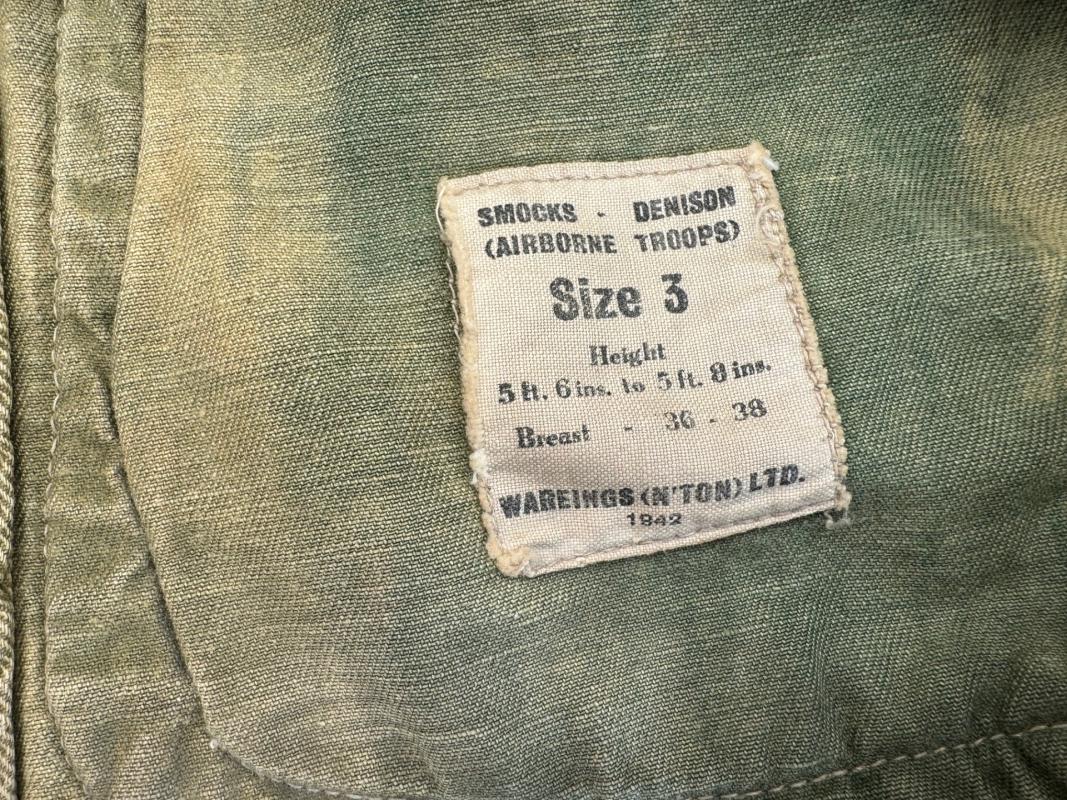 SMOCKS - DENISON
(AIRBORNE TROOPS)
Size 3
Height
5 ft. 6 ins. to 5 ft. 8 ins.
Breast - 36 - 38
WAREINGS (N'TON) LTD.
1942